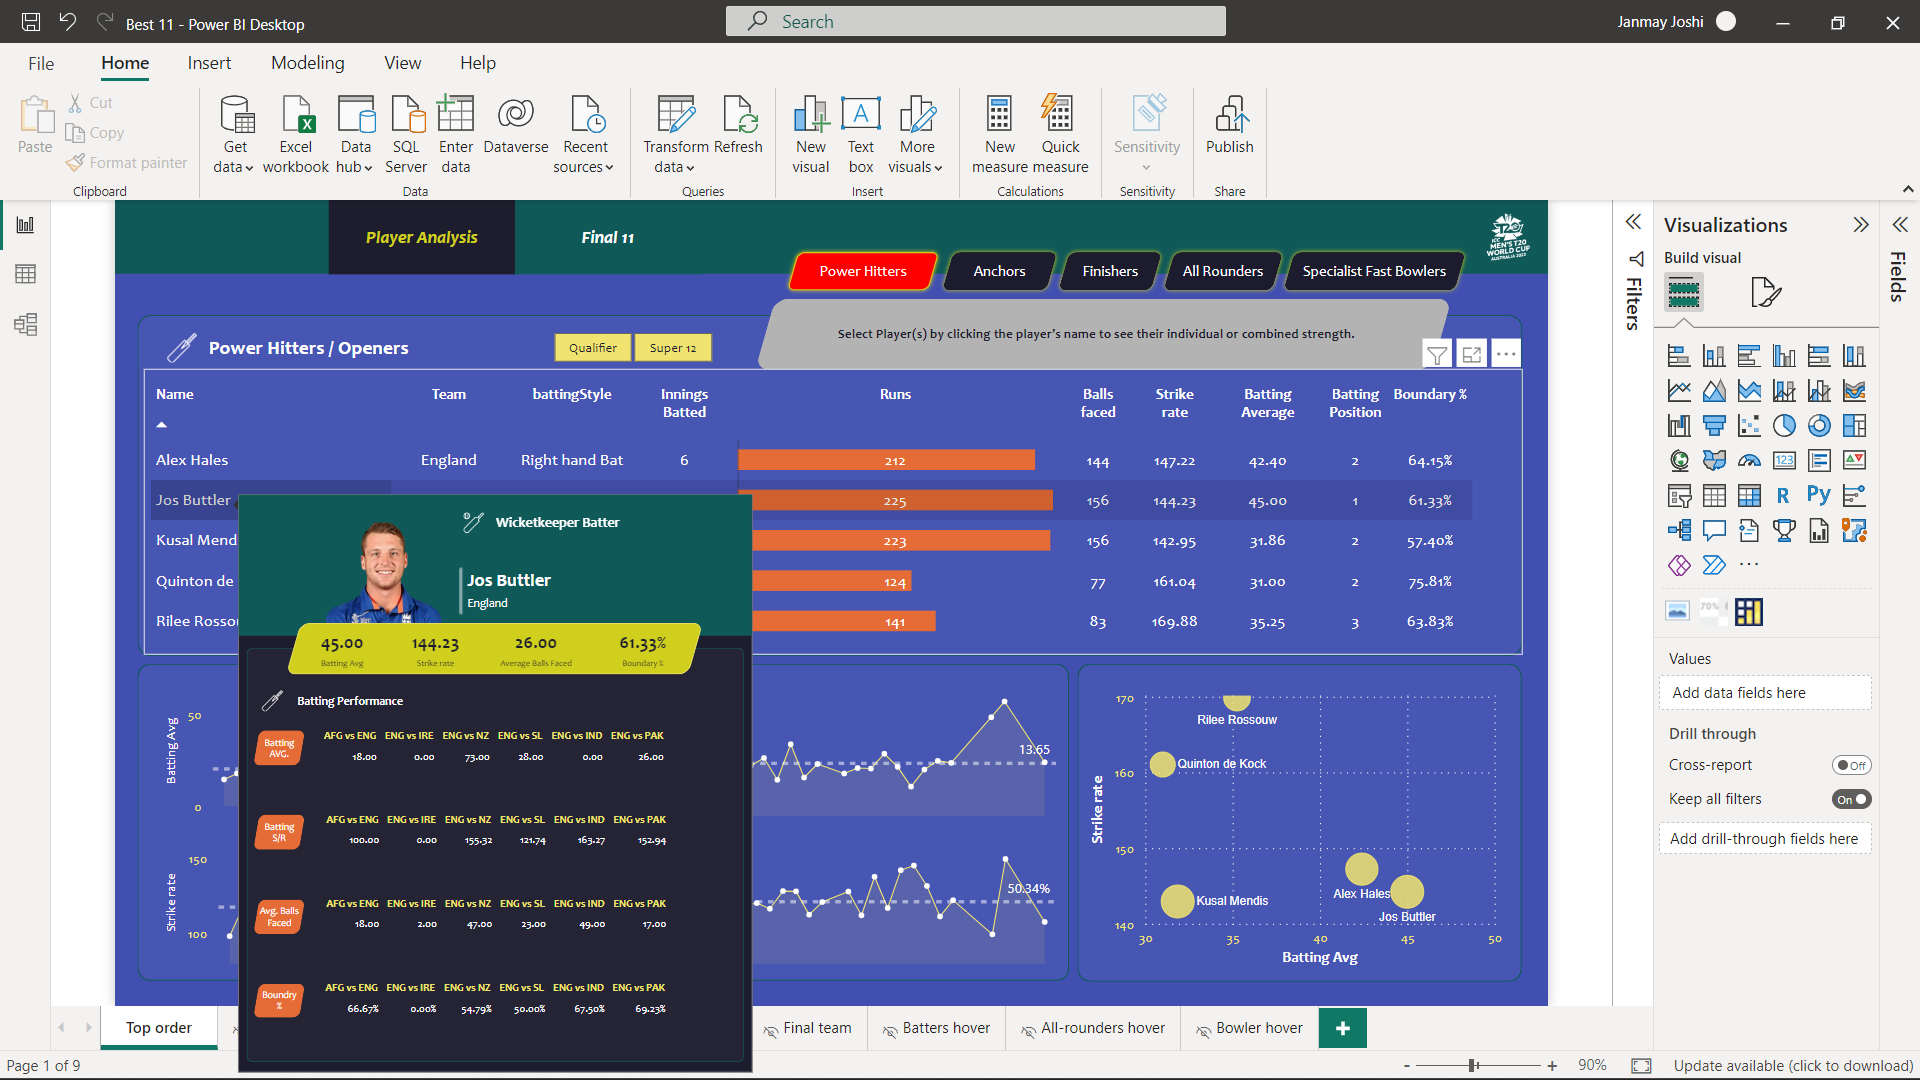 Best 11 - Power BI Desktop
Search
Janmay Joshi
File Home Insert Modeling View Help
Paste
Cut
Copy
Format painter
Clipboard
Get data
Excel workbook
Data hub
SQL Server
Enter data
Dataverse
Recent sources
Data
Transform data
Refresh
Queries
New visual
Text box
More visuals
Insert
New measure
Quick measure
Calculations
Sensitivity
Sensitivity
Publish
Share
Player Analysis
Final 11
ICC
MEN'S T20
WORLD CUP
AUSTRALIA 2022
Power Hitters
Anchors
Finishers
All Rounders
Specialist Fast Bowlers
Select Player(s) by clicking the player's name to see their individual or combined strength.
Power Hitters / Openers
Qualifier
Super 12
Name Team battingStyle Innings Batted Runs Balls faced Strike rate Batting Average Batting Position Boundary %
Alex Hales England Right hand Bat 6 212 144 147.22 42.40 2 64.15%
Jos Buttler 225 156 144.23 45.00 1 61.33%
Kusal Mend 223 156 142.95 31.86 2 57.40%
Quinton de 124 77 161.04 31.00 2 75.81%
Rilee Rossou 141 83 169.88 35.25 3 63.83%
Wicketkeeper Batter
Jos Buttler
England
45.00 144.23 26.00 61.33%
Batting Avg Strike rate Average Balls Faced Boundary %
Batting Performance
Batting AVG.
AFG vs ENG ENG vs IRE ENG vs NZ ENG vs SL ENG vs IND ENG vs PAK
18.00 0.00 73.00 28.00 0.00 26.00
Batting S/R
AFG vs ENG ENG vs IRE ENG vs NZ ENG vs SL ENG vs IND ENG vs PAK
100.00 0.00 155.32 121.74 163.27 152.94
Avg. Balls Faced
AFG vs ENG ENG vs IRE ENG vs NZ ENG vs SL ENG vs IND ENG vs PAK
18.00 2.00 47.00 23.00 49.00 17.00
Boundry %
AFG vs ENG ENG vs IRE ENG vs NZ ENG vs SL ENG vs IND ENG vs PAK
66.67% 0.00% 54.79% 50.00% 67.50% 69.23%
Batting Avg
50
0
13.65
Strike rate
150
100
50.34%
Strike rate
170
160
150
140
30 35 40 45 50
Batting Avg
Rilee Rossouw
Quinton de Kock
Alex Hales
Kusal Mendis
Jos Buttler
Filters
Visualizations
Build visual
Fields
123
R
Py
70%
Values
Add data fields here
Drill through
Cross-report
Off
Keep all filters
On
Add drill-through fields here
Top order
Final team
Batters hover
All-rounders hover
Bowler hover
+
Page 1 of 9
- + 90%
Update available (click to download)